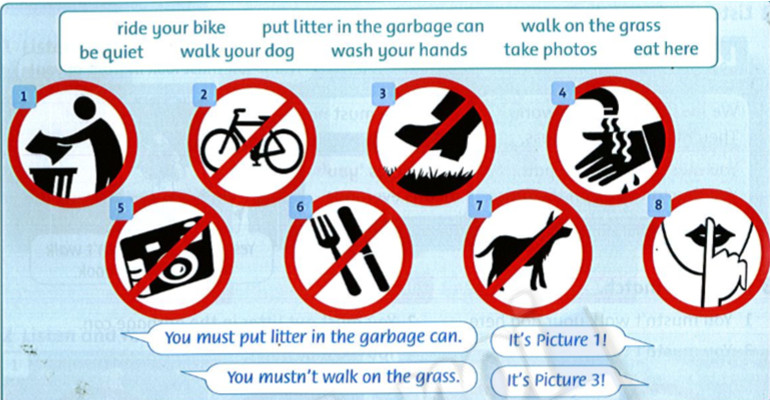 ride your bike put litter in the garbage can walk on the grass
be quiet walk your dog wash your hands take photos eat here
1
2
3
4
5
6
7
8
You must put litter in the garbage can. It's Picture 1!
You mustn't walk on the grass. It's Picture 3!